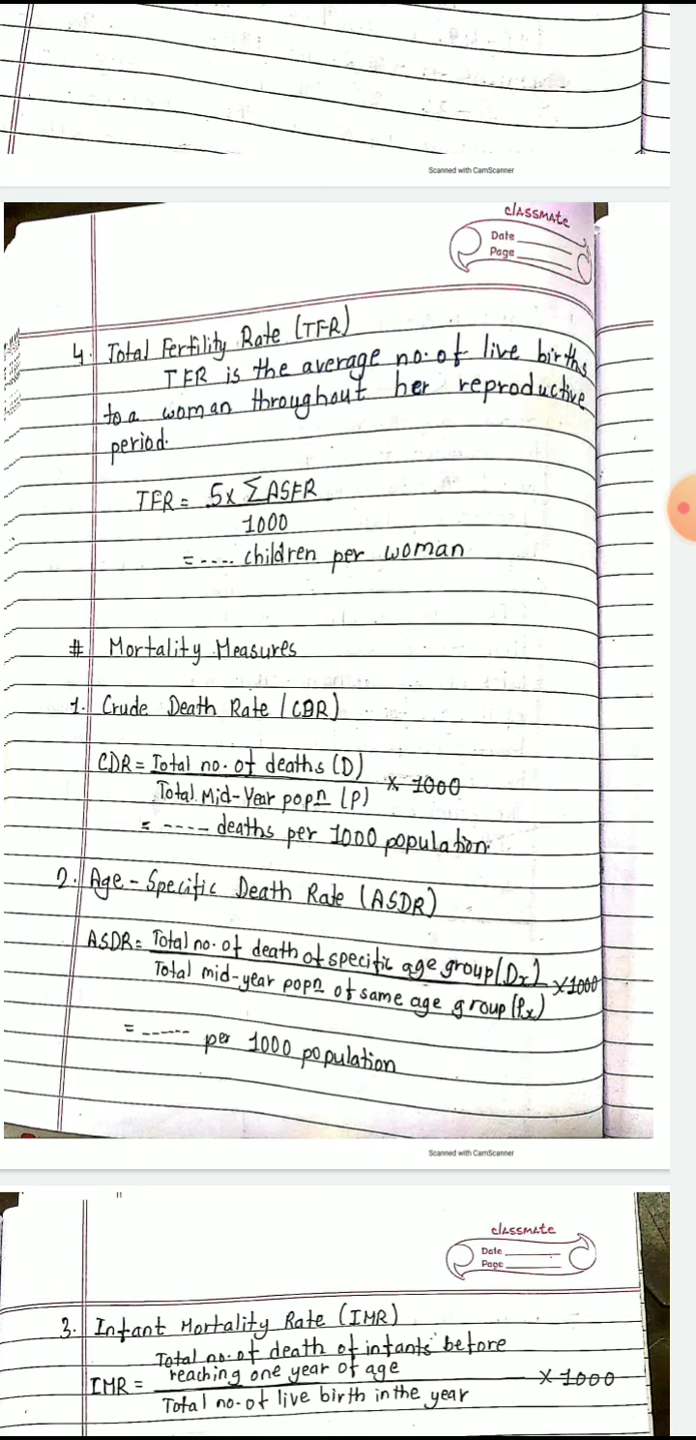 Scanned with CamScanner
classmate
Date
Page
4. Total Fertility Rate (TFR)
TFR is the average no. of live births
to a woman throughout her reproductive
period.
TFR = 5x ΣASFR
1000
= .... children per woman
# Mortality Measures
1. Crude Death Rate (CDR)
CDR = Total no. of deaths (D)
Total Mid-Year popn (P) × 1000
= ---- deaths per 1000 population.
2. Age-Specific Death Rate (ASDR)
ASDR = Total no. of death of specific age group (Dx) ×1000
Total mid-year popn of same age group (Px)
= ------ per 1000 population
Scanned with CamScanner
classmate
Date
Page
3. Infant Mortality Rate (IMR)
Total no. of death of infants before
reaching one year of age
IMR = × 1000
Total no. of live birth in the year